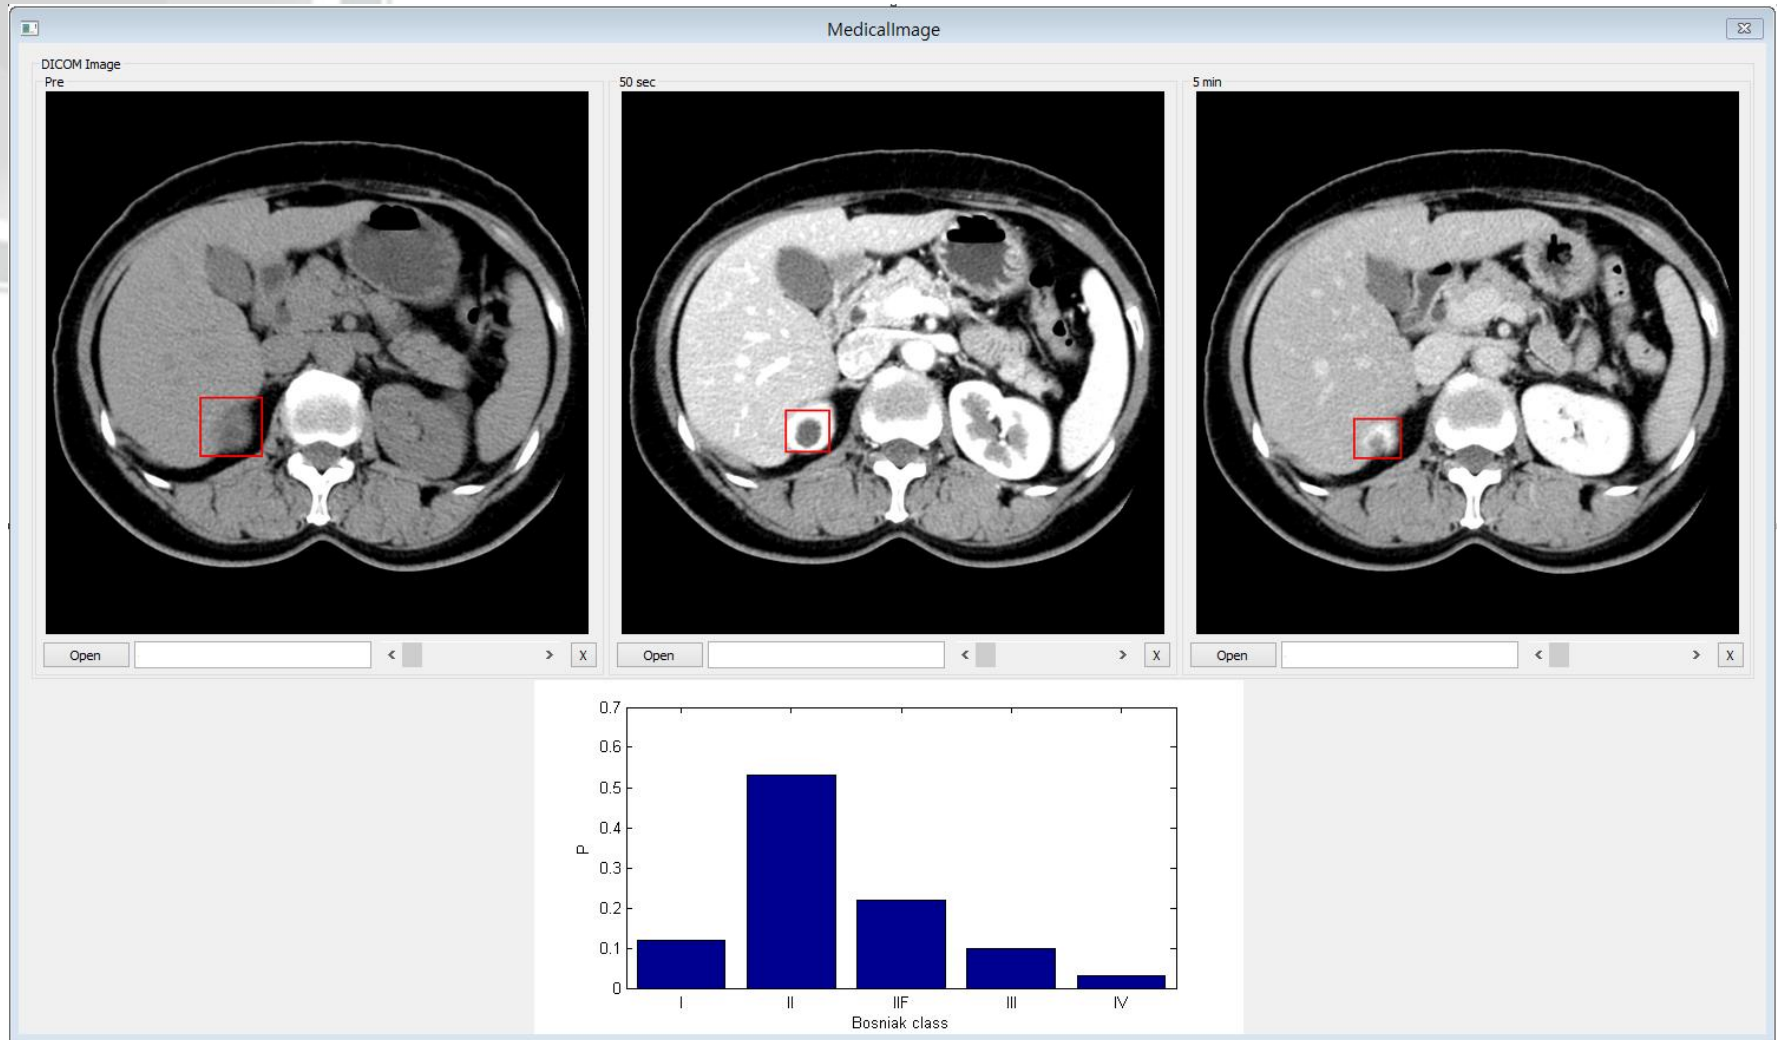 MedicalImage
DICOM Image
Pre
50 sec
5 min
Open
X
Open
X
Open
X
0.7
0.6
0.5
0.4
0.3
0.2
0.1
0
P
I
II
IIF
III
IV
Bosniak class